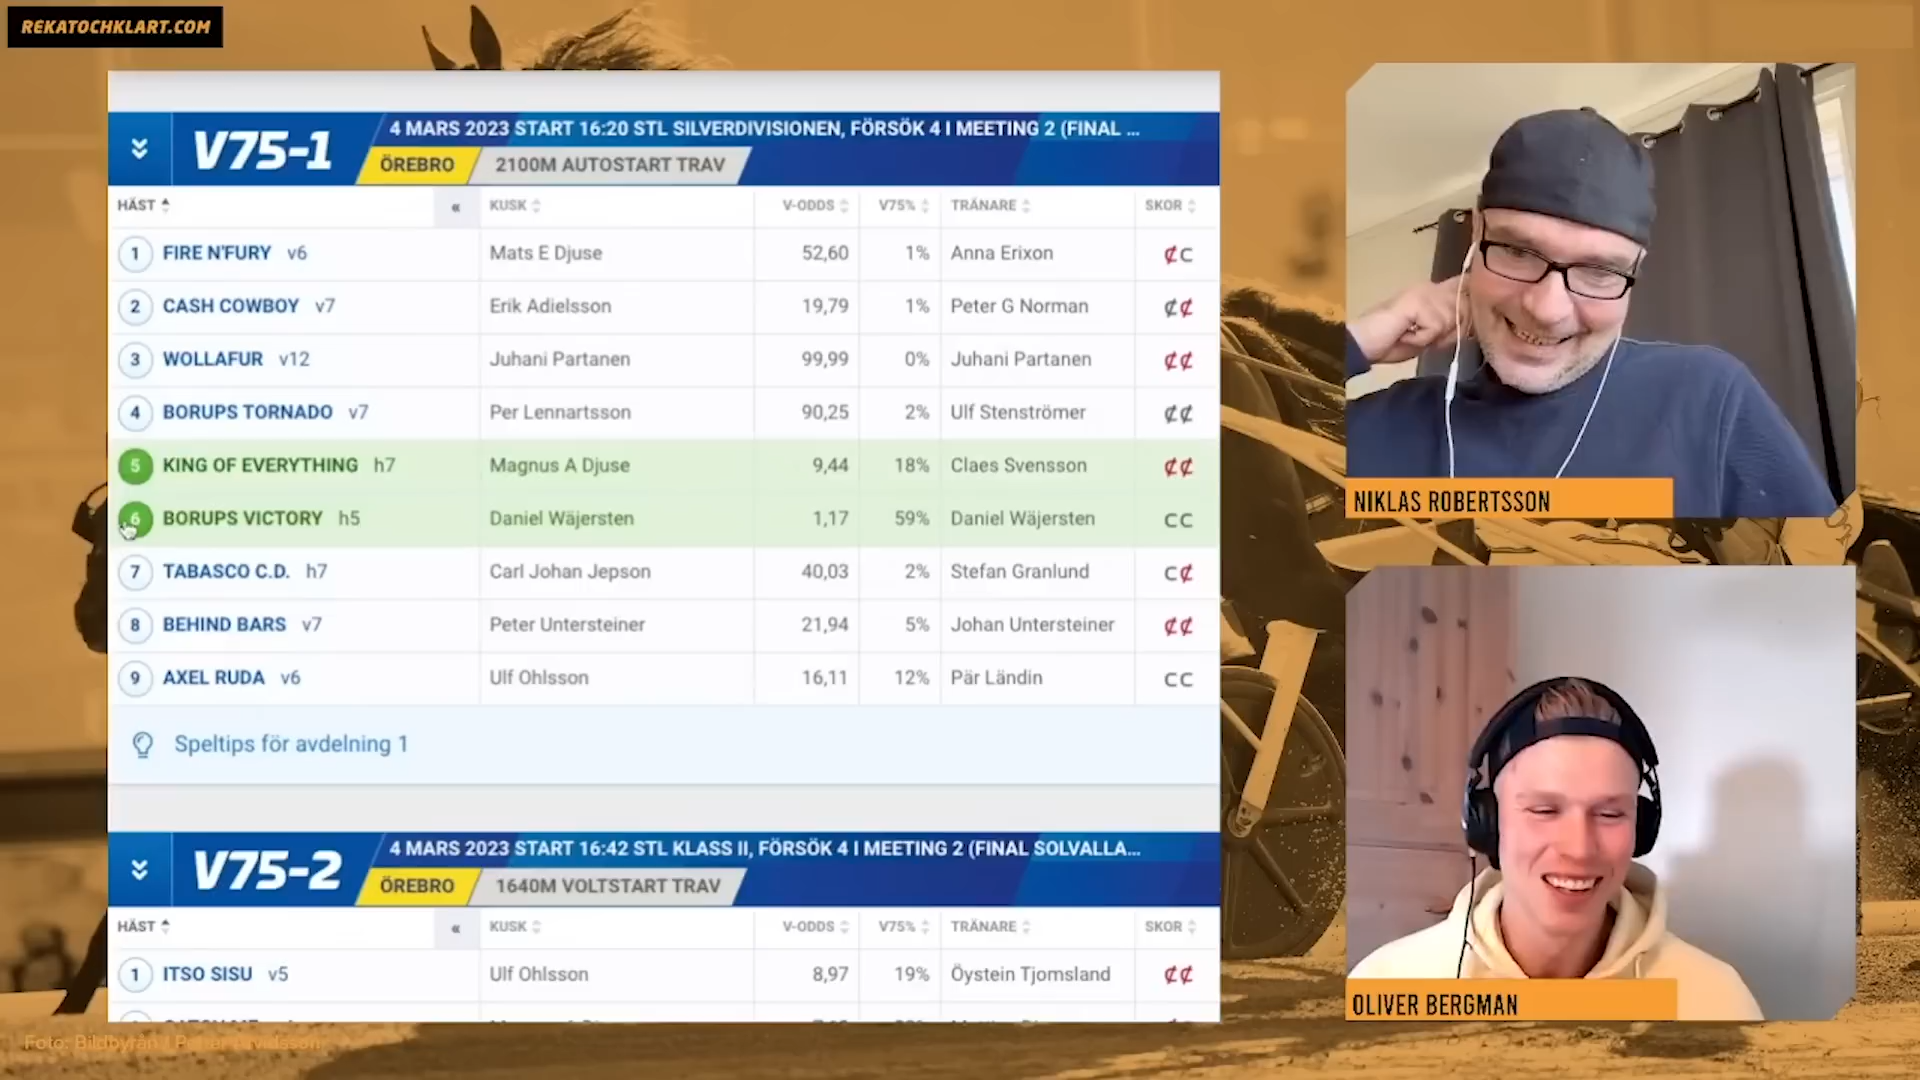 REKATOCHKLART.COM
V75-1
4 MARS 2023 START 16:20 STL SILVERDIVISIONEN, FÖRSÖK 4 I MEETING 2 (FINAL ...
ÖREBRO 2100M AUTOSTART TRAV
HÄST « KUSK V-ODDS V75% TRÄNARE SKOR
1 FIRE N'FURY v6 Mats E Djuse 52,60 1% Anna Erixon ₵C
2 CASH COWBOY v7 Erik Adielsson 19,79 1% Peter G Norman ₵₵
3 WOLLAFUR v12 Juhani Partanen 99,99 0% Juhani Partanen ₵₵
4 BORUPS TORNADO v7 Per Lennartsson 90,25 2% Ulf Stenströmer ₵₵
5 KING OF EVERYTHING h7 Magnus A Djuse 9,44 18% Claes Svensson ₵₵
6 BORUPS VICTORY h5 Daniel Wäjersten 1,17 59% Daniel Wäjersten CC
7 TABASCO C.D. h7 Carl Johan Jepson 40,03 2% Stefan Granlund C₵
8 BEHIND BARS v7 Peter Untersteiner 21,94 5% Johan Untersteiner ₵₵
9 AXEL RUDA v6 Ulf Ohlsson 16,11 12% Pär Ländin CC
Speltips för avdelning 1
V75-2
4 MARS 2023 START 16:42 STL KLASS II, FÖRSÖK 4 I MEETING 2 (FINAL SOLVALLA...
ÖREBRO 1640M VOLTSTART TRAV
HÄST « KUSK V-ODDS V75% TRÄNARE SKOR
1 ITSO SISU v5 Ulf Ohlsson 8,97 19% Öystein Tjomsland ₵₵
Foto: Bildbyrån /
NIKLAS ROBERTSSON
OLIVER BERGMAN